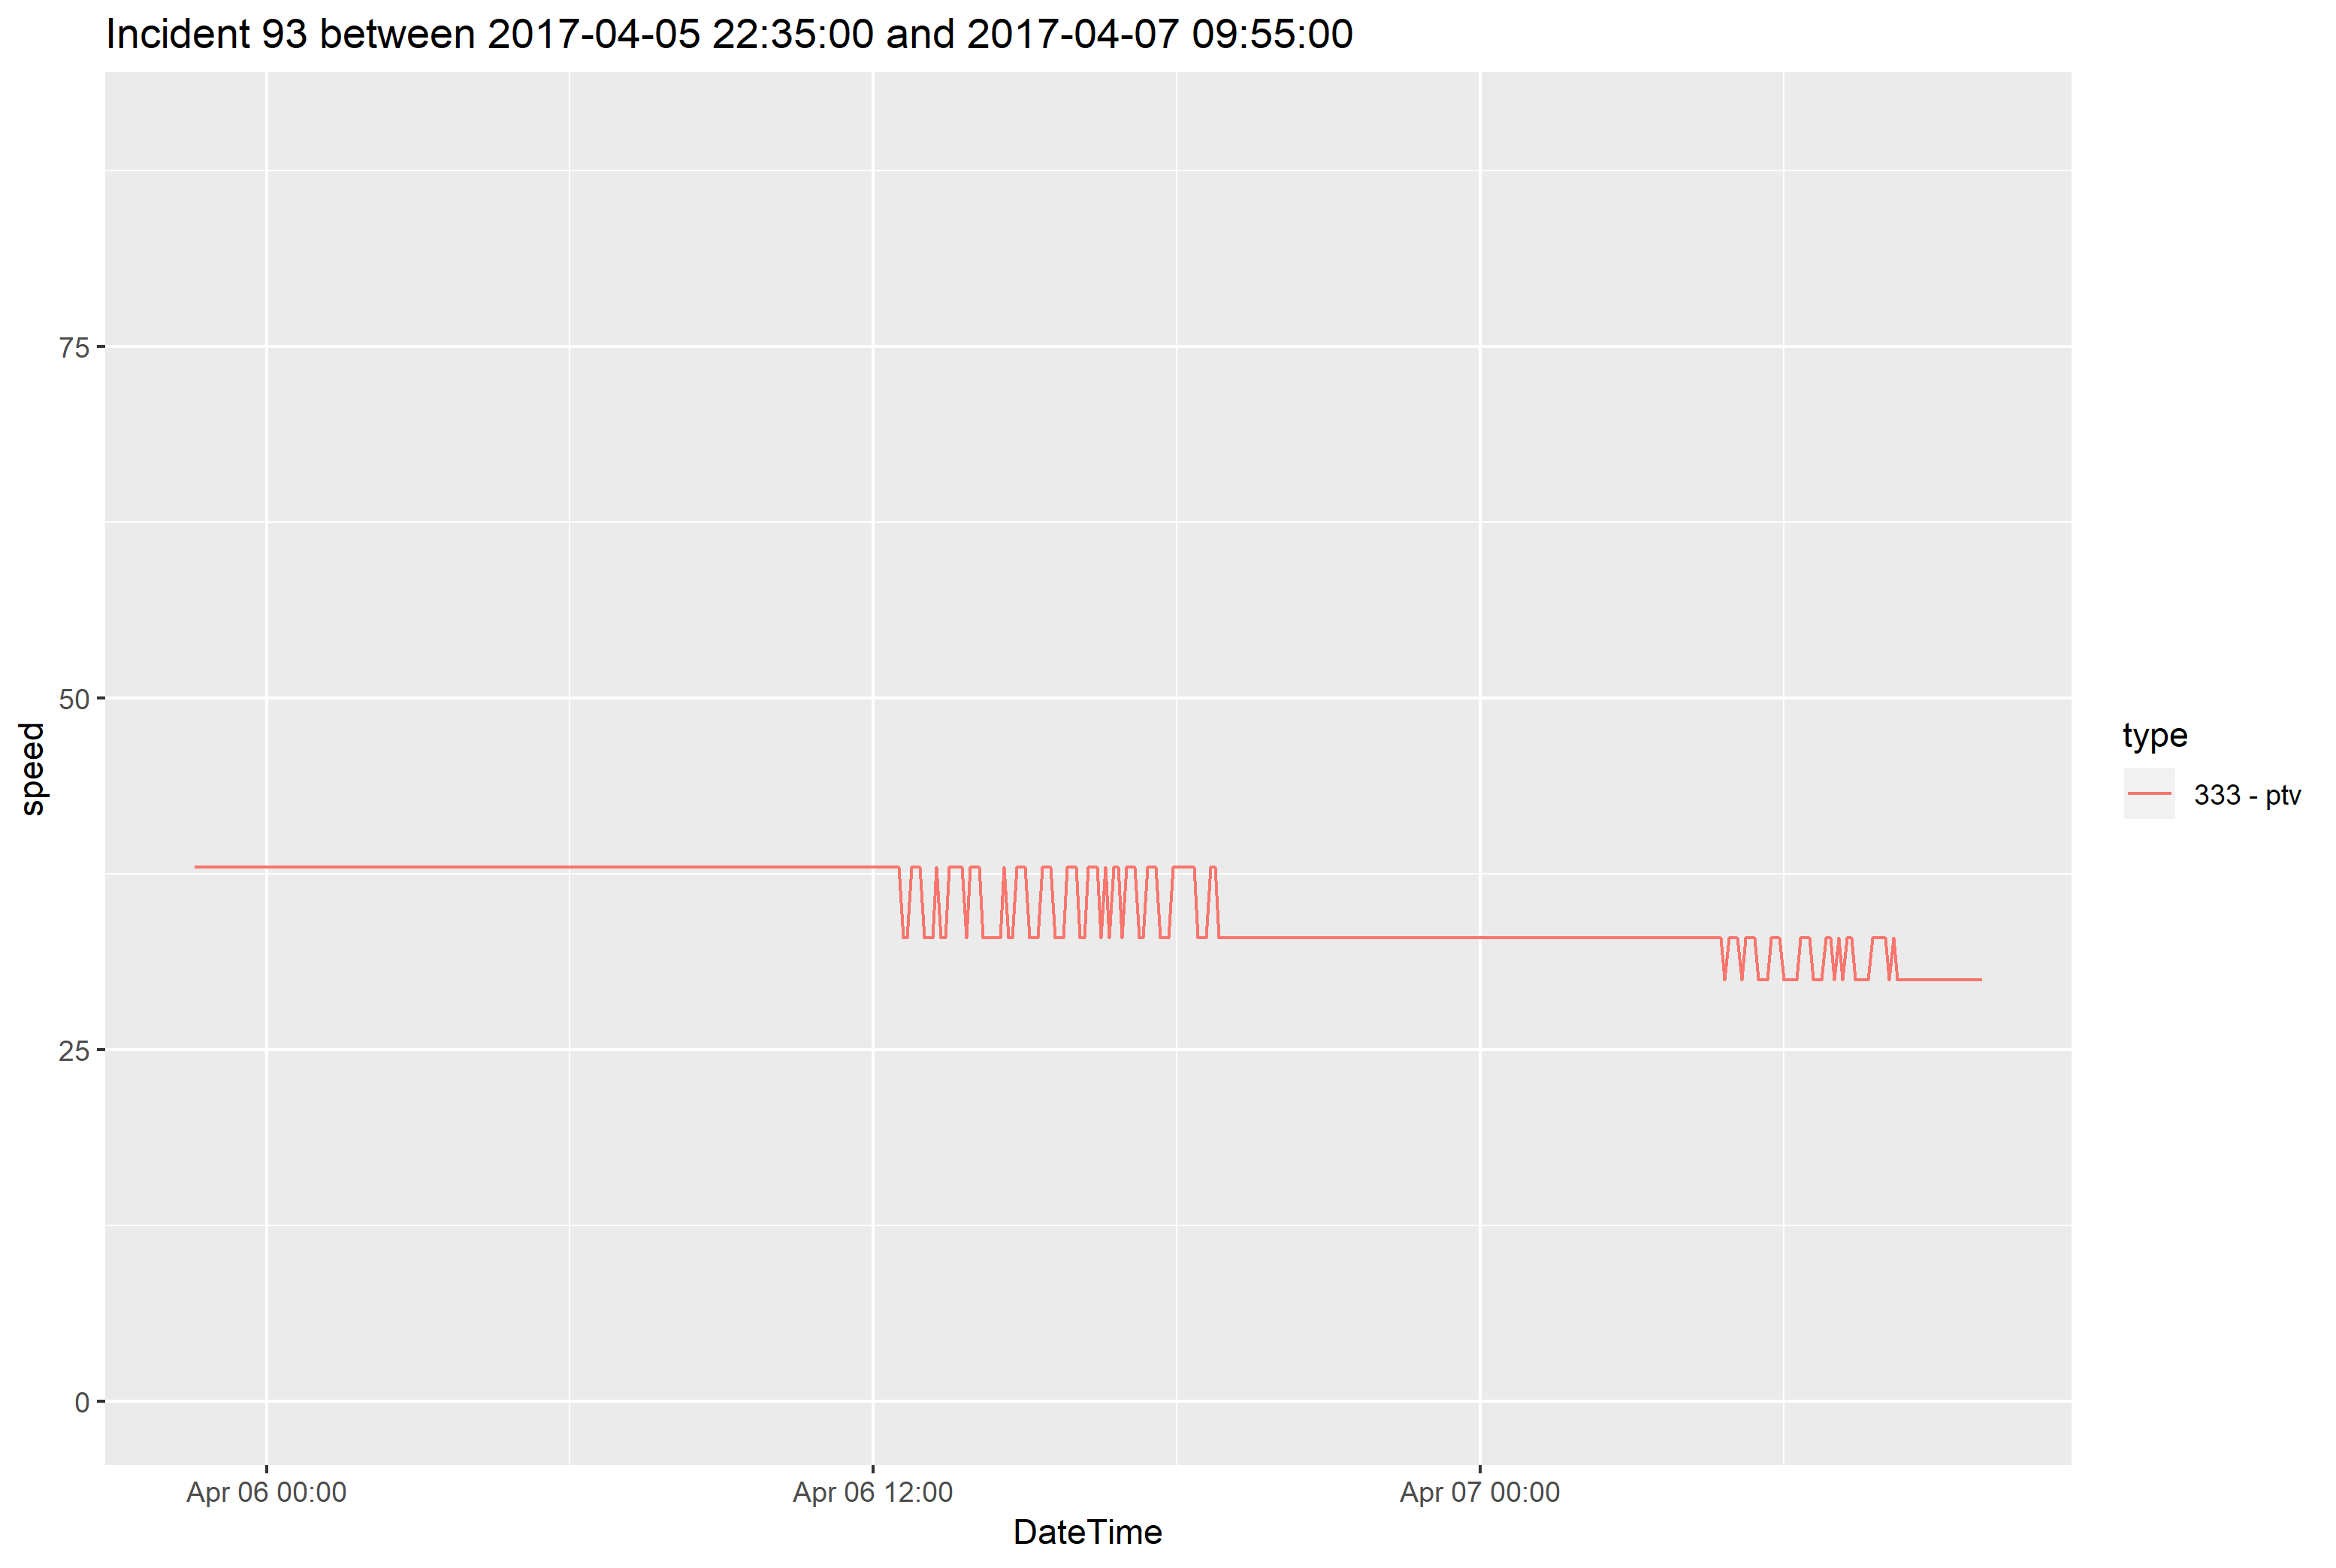 Incident 93 between 2017-04-05 22:35:00 and 2017-04-07 09:55:00
75
50
25
0
speed
Apr 06 00:00
Apr 06 12:00
Apr 07 00:00
DateTime
type
333 - ptv